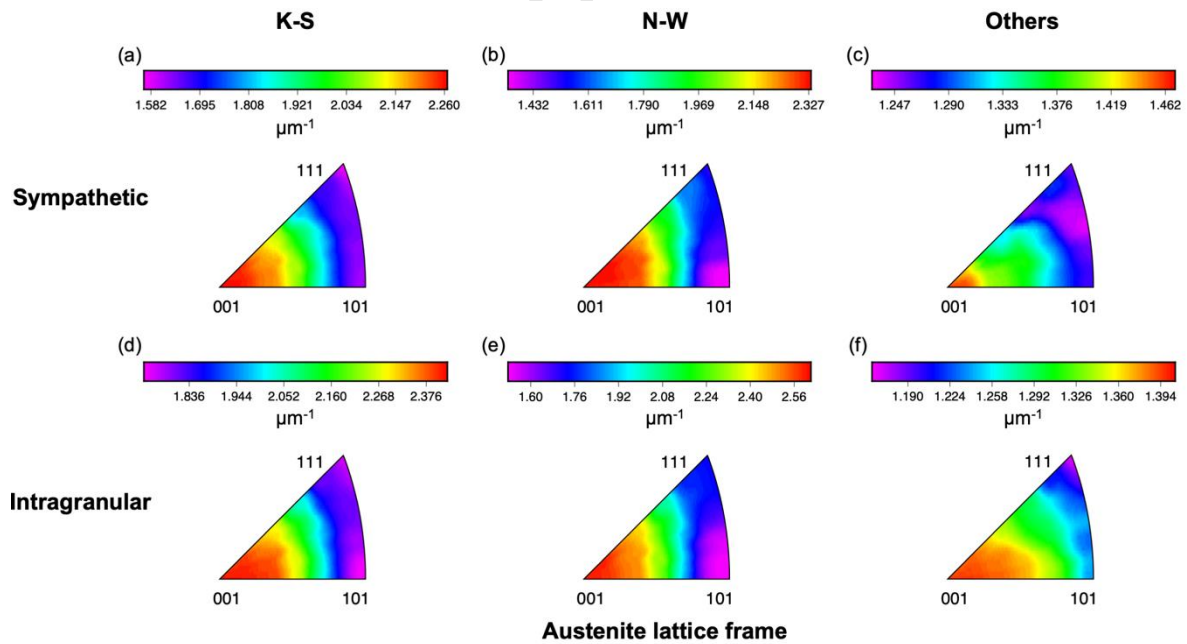 K-S N-W Others
(a) (b) (c)
1.582 1.695 1.808 1.921 2.034 2.147 2.260 1.432 1.611 1.790 1.969 2.148 2.327 1.247 1.290 1.333 1.376 1.419 1.462
µm-1 µm-1 µm-1
111 111 111
Sympathetic
001 101 001 101 001 101
(d) (e) (f)
1.836 1.944 2.052 2.160 2.268 2.376 1.60 1.76 1.92 2.08 2.24 2.40 2.56 1.190 1.224 1.258 1.292 1.326 1.360 1.394
µm-1 µm-1 µm-1
111 111 111
Intragranular
001 101 001 101 001 101
Austenite lattice frame